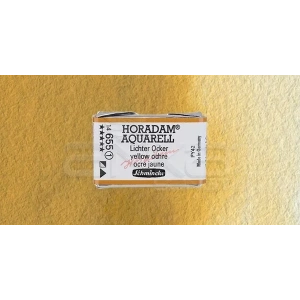 HORADAM®
AQUARELL
Lichter Ocker
yellow ochre
ocre jaune
Schmincke
14 655
PY42
Made in Germany